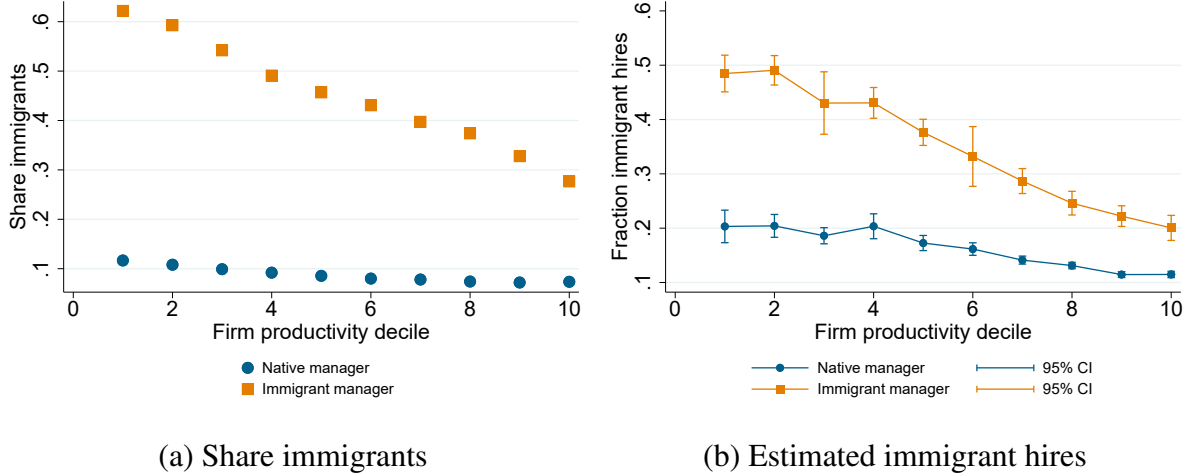 Share immigrants
.1 .2 .3 .4 .5 .6
0 2 4 6 8 10
Firm productivity decile
Native manager
Immigrant manager
(a) Share immigrants
Fraction immigrant hires
.1 .2 .3 .4 .5 .6
0 2 4 6 8 10
Firm productivity decile
Native manager 95% CI
Immigrant manager 95% CI
(b) Estimated immigrant hires